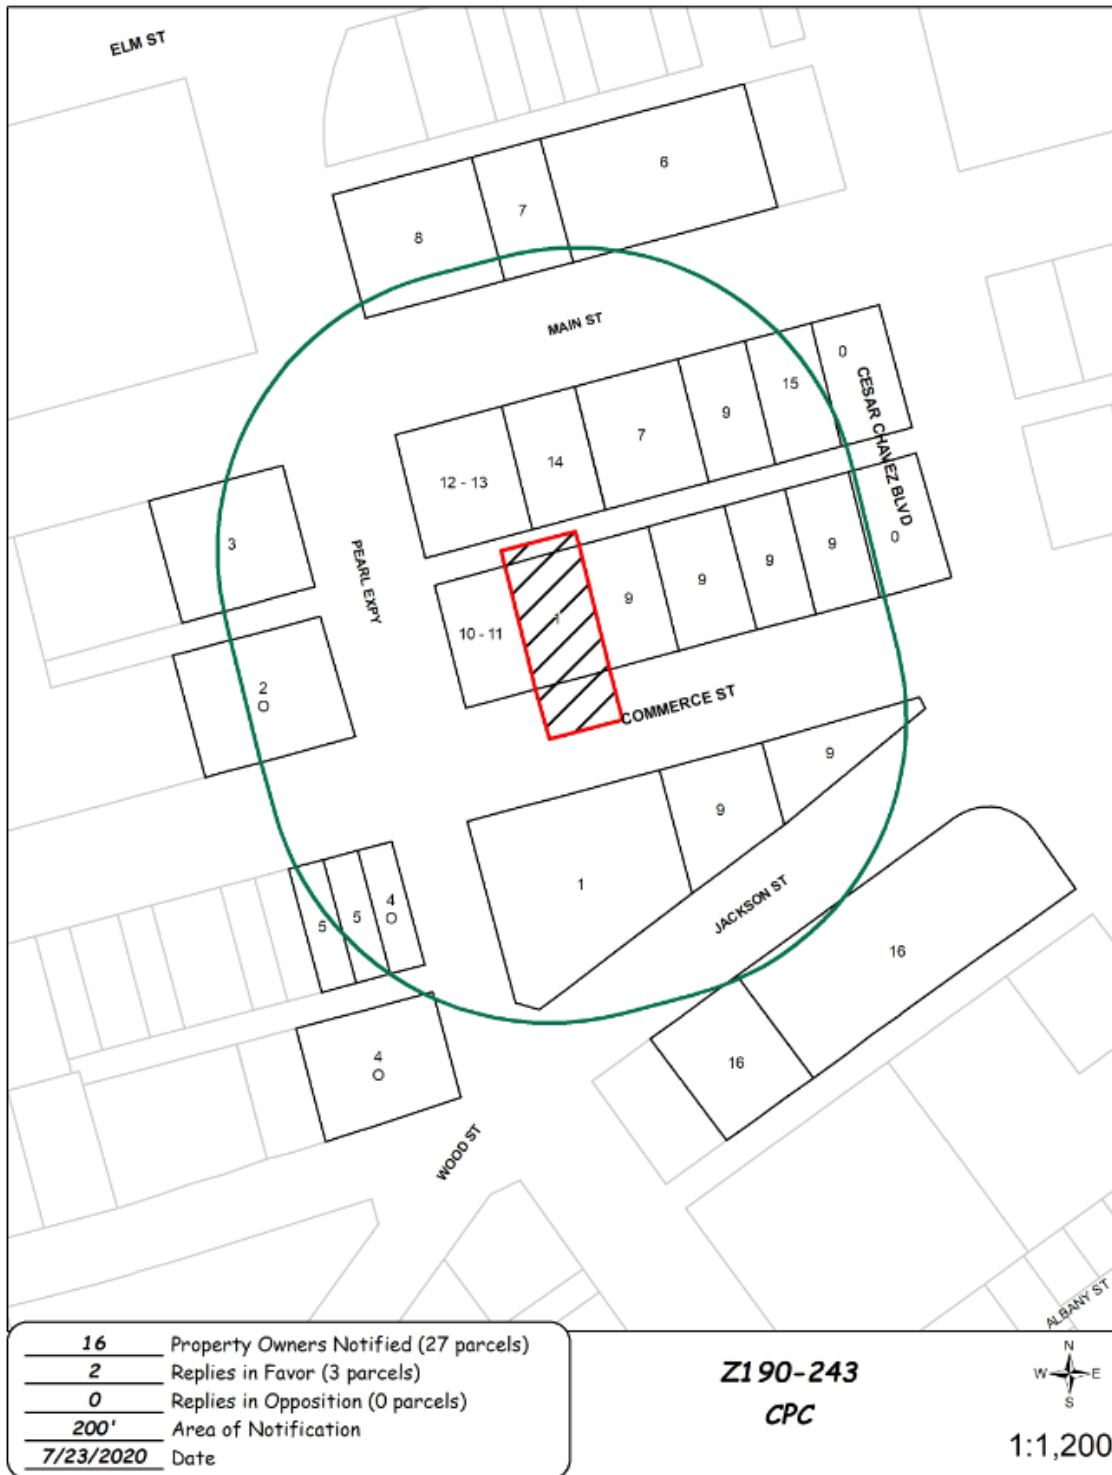 ELM ST
6
7
8
MAIN ST
0
15
9
7
14
12 - 13
CESAR CHAVEZ BLVD
3
PEARL EXPY
0
9
9
9
9
1
10 - 11
2
O
COMMERCE ST
9
9
1
JACKSON ST
4
O
5
5
16
16
4
O
WOOD ST
ALBANY ST
16 Property Owners Notified (27 parcels)
2 Replies in Favor (3 parcels)
0 Replies in Opposition (0 parcels)
200' Area of Notification
7/23/2020 Date
Z190-243
CPC
N
W E
S
1:1,200